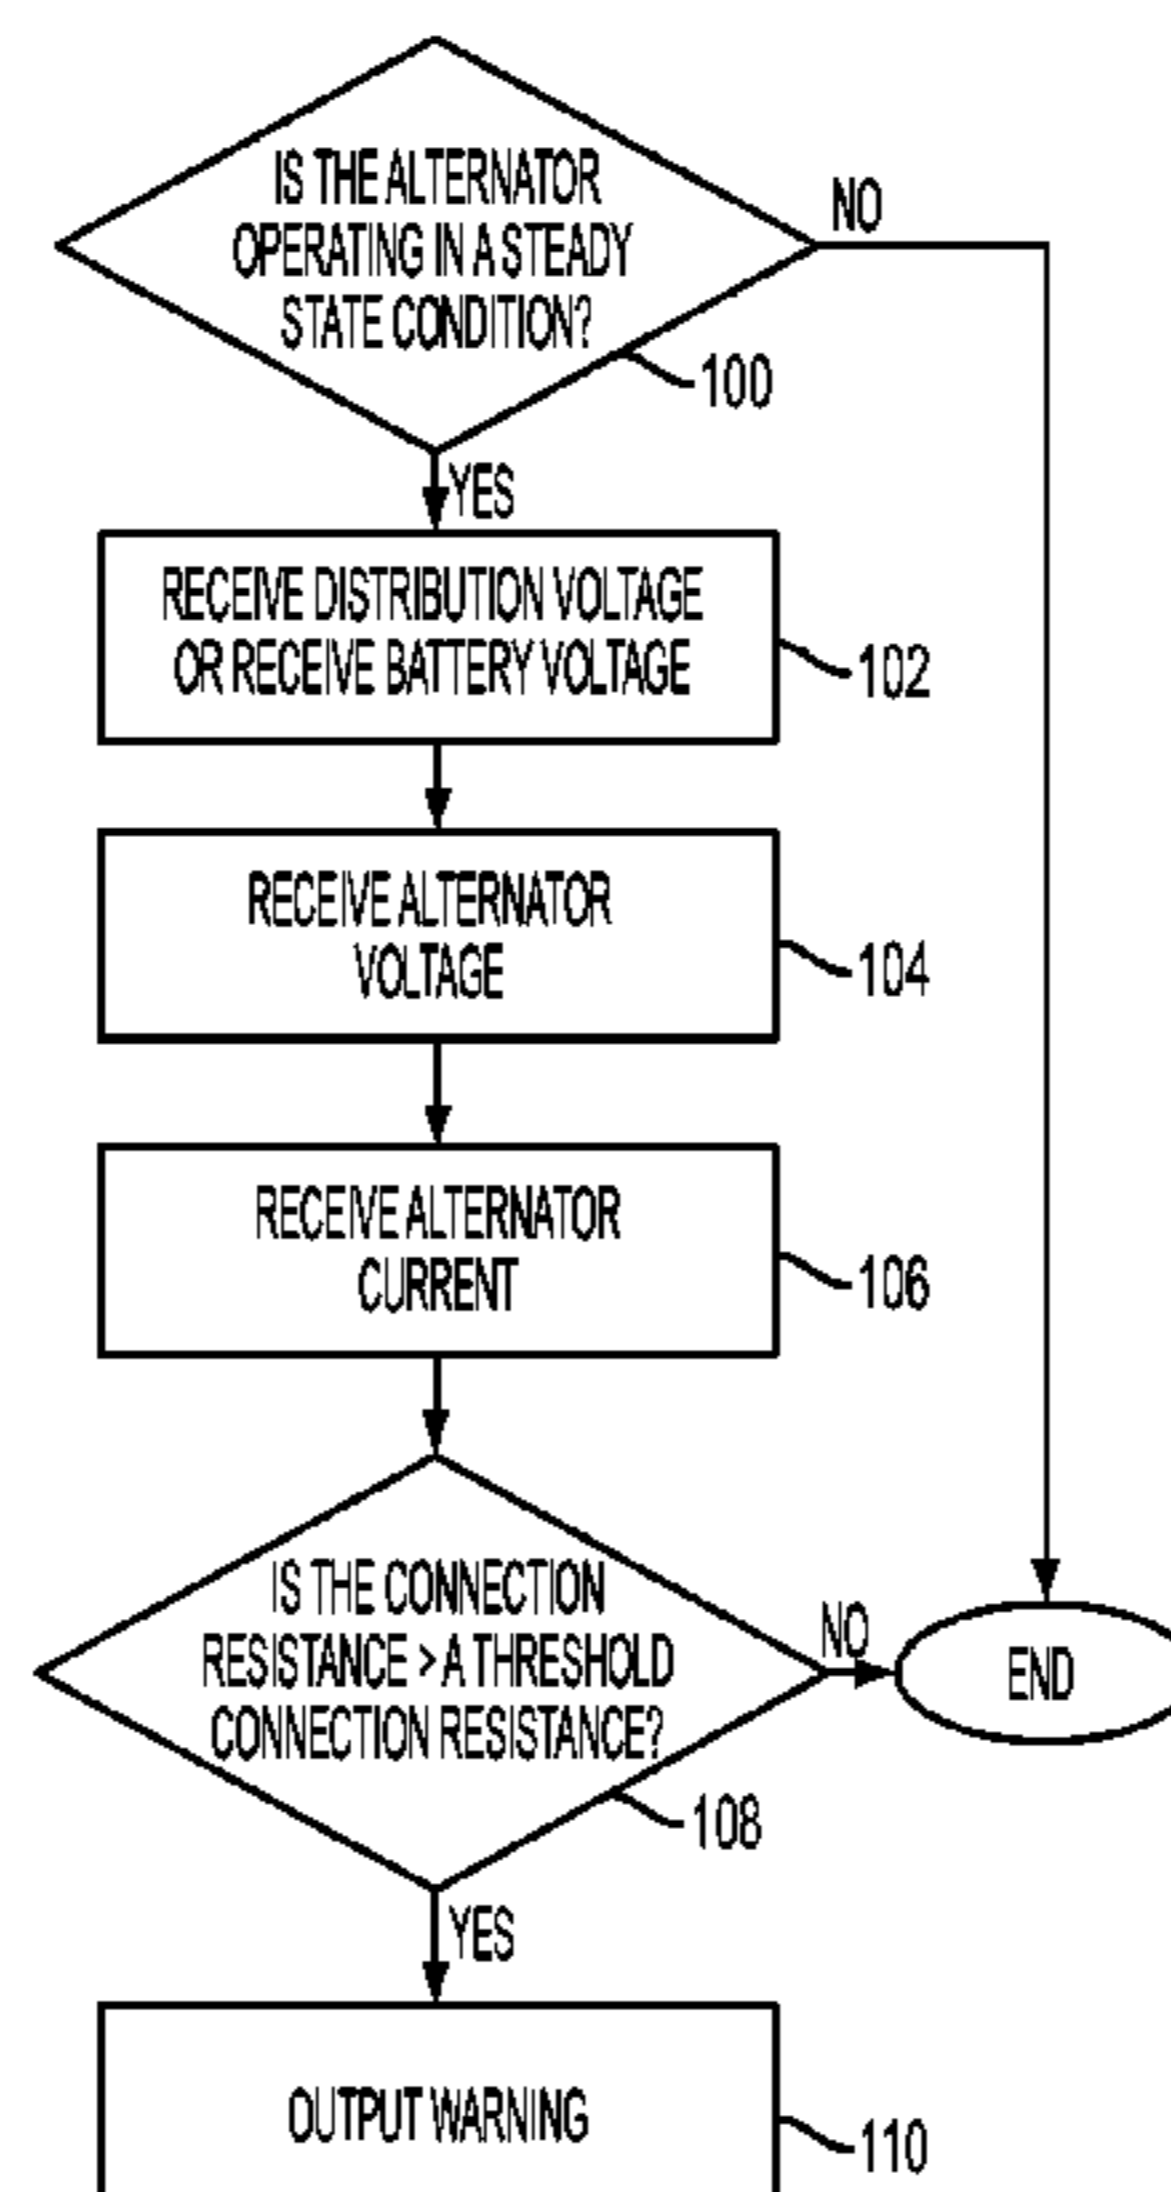 IS THE ALTERNATOR
OPERATING IN A STEADY
STATE CONDITION?
NO
100
YES
RECEIVE DISTRIBUTION VOLTAGE
OR RECEIVE BATTERY VOLTAGE
102
RECEIVE ALTERNATOR
VOLTAGE
104
RECEIVE ALTERNATOR
CURRENT
106
IS THE CONNECTION
RESISTANCE > A THRESHOLD
CONNECTION RESISTANCE?
NO
END
108
YES
OUTPUT WARNING
110